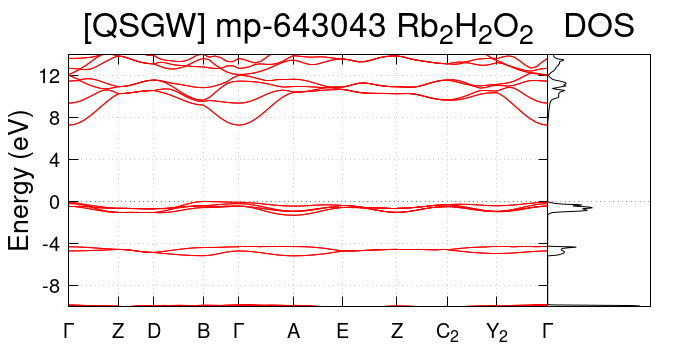 [QSGW] mp-643043 Rb₂H₂O₂ DOS
Energy (eV)
12
8
4
0
-4
-8
Γ Z D B Γ A E Z C₂ Y₂ Γ